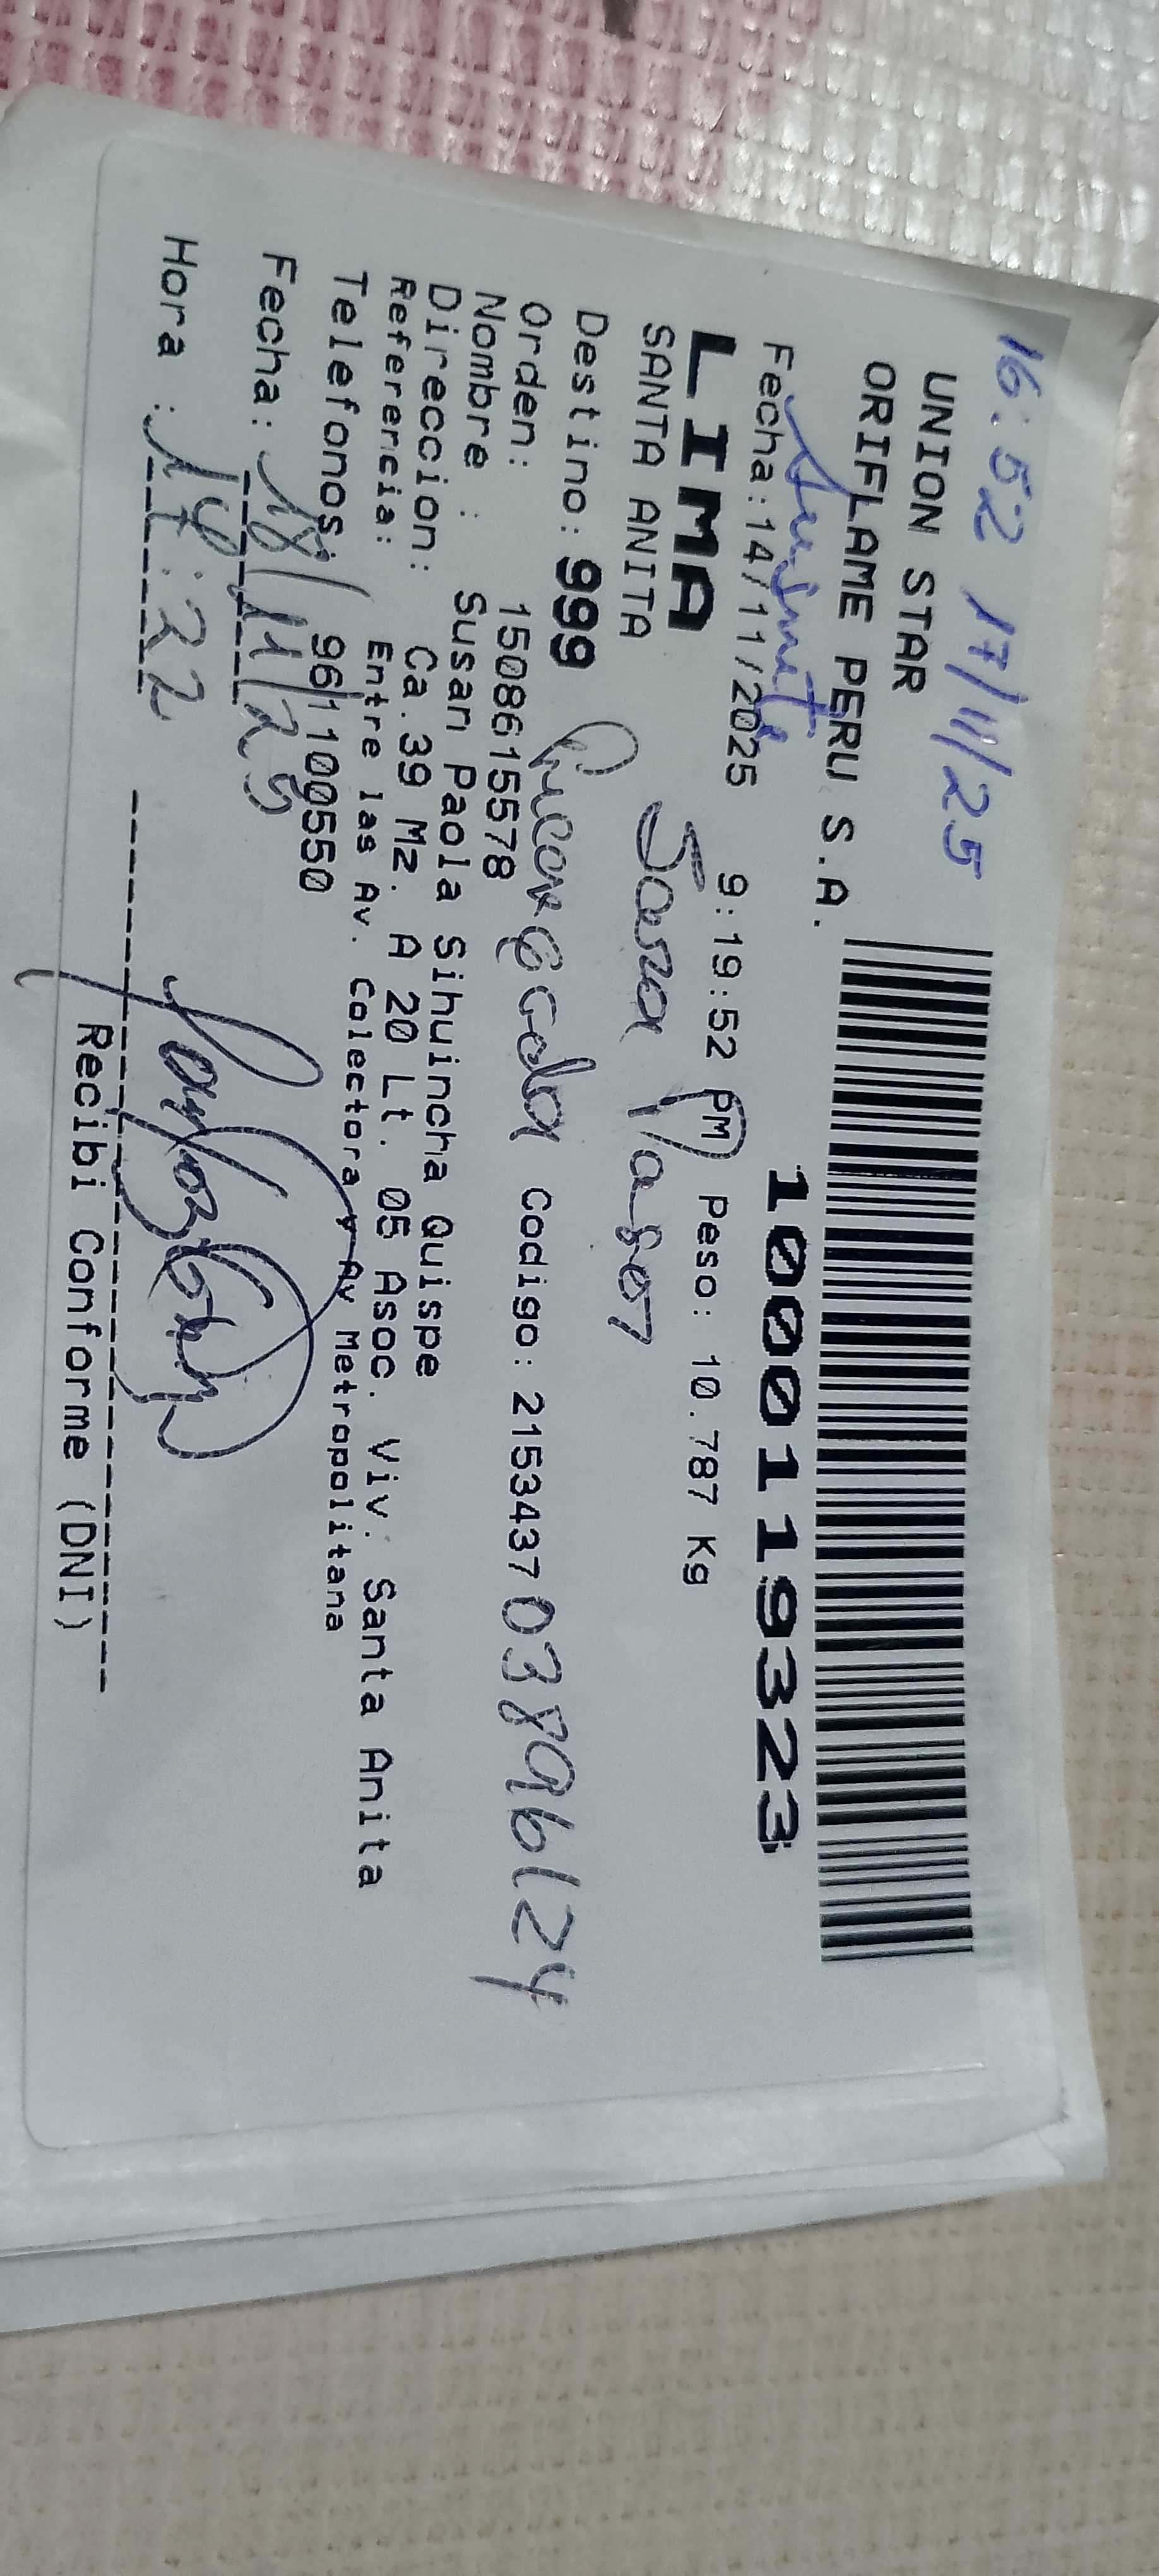 16:52 17/11/25
UNION STAR
ORIFLAME PERU S.A.
Fecha:14/11/2025 9:19:52 PM Peso: 10.787 Kg
100119323
LIMA
SANTA ANITA
Sara
Destino: 999
Orden: 1508615578 Codigo: 2153437 03896124
Nombre : Susan Paola Sihuincha Quispe
Direccion: Ca.39 Mz. A 20 Lt. 05 Asoc. Viv. Santa Anita
Referencia: Entre las Av. Colectora y Av Metropolitana
Telefonos: 961100550
Fecha: 18/11/25
Hora : :22
Recibi Conforme (DNI)